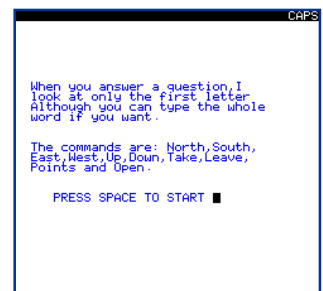 CAPS
When you answer a question,I
look at only the first letter
Although you can type the whole
word if you want.
The commands are: North,South,
East,West,Up,Down,Take,Leave,
Points and Open.
PRESS SPACE TO START